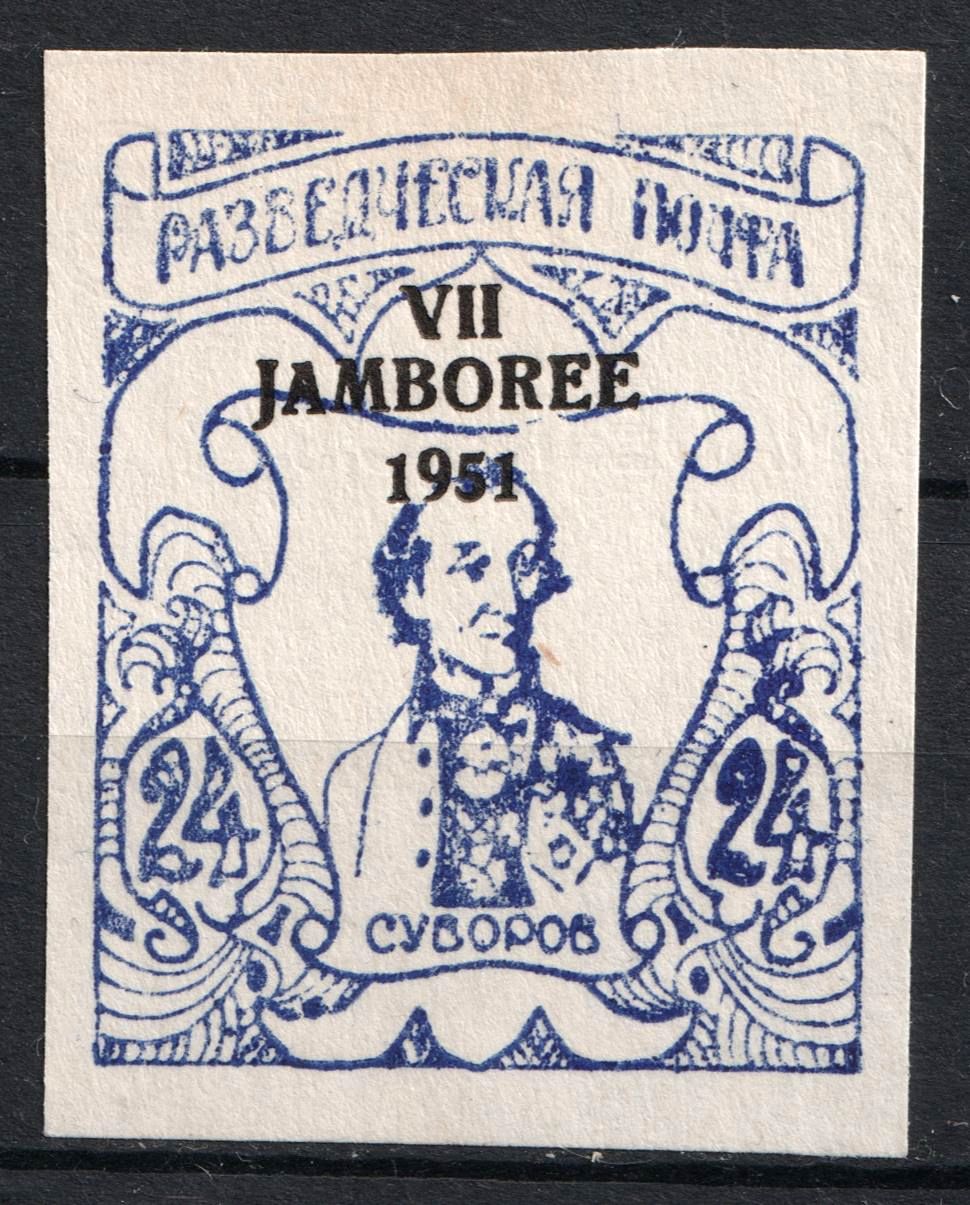 РАЗВЕДЧЕСКАЯ ПОЧТА
VII
JAMBOREE
1951
24 24
СУВОРОВ